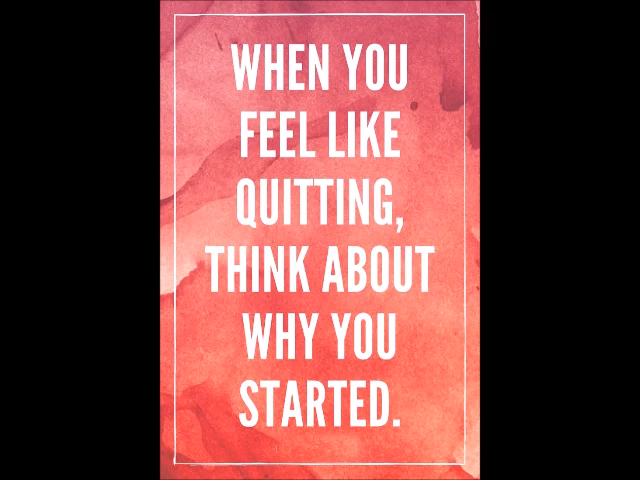 WHEN YOU
FEEL LIKE
QUITTING,
THINK ABOUT
WHY YOU
STARTED.